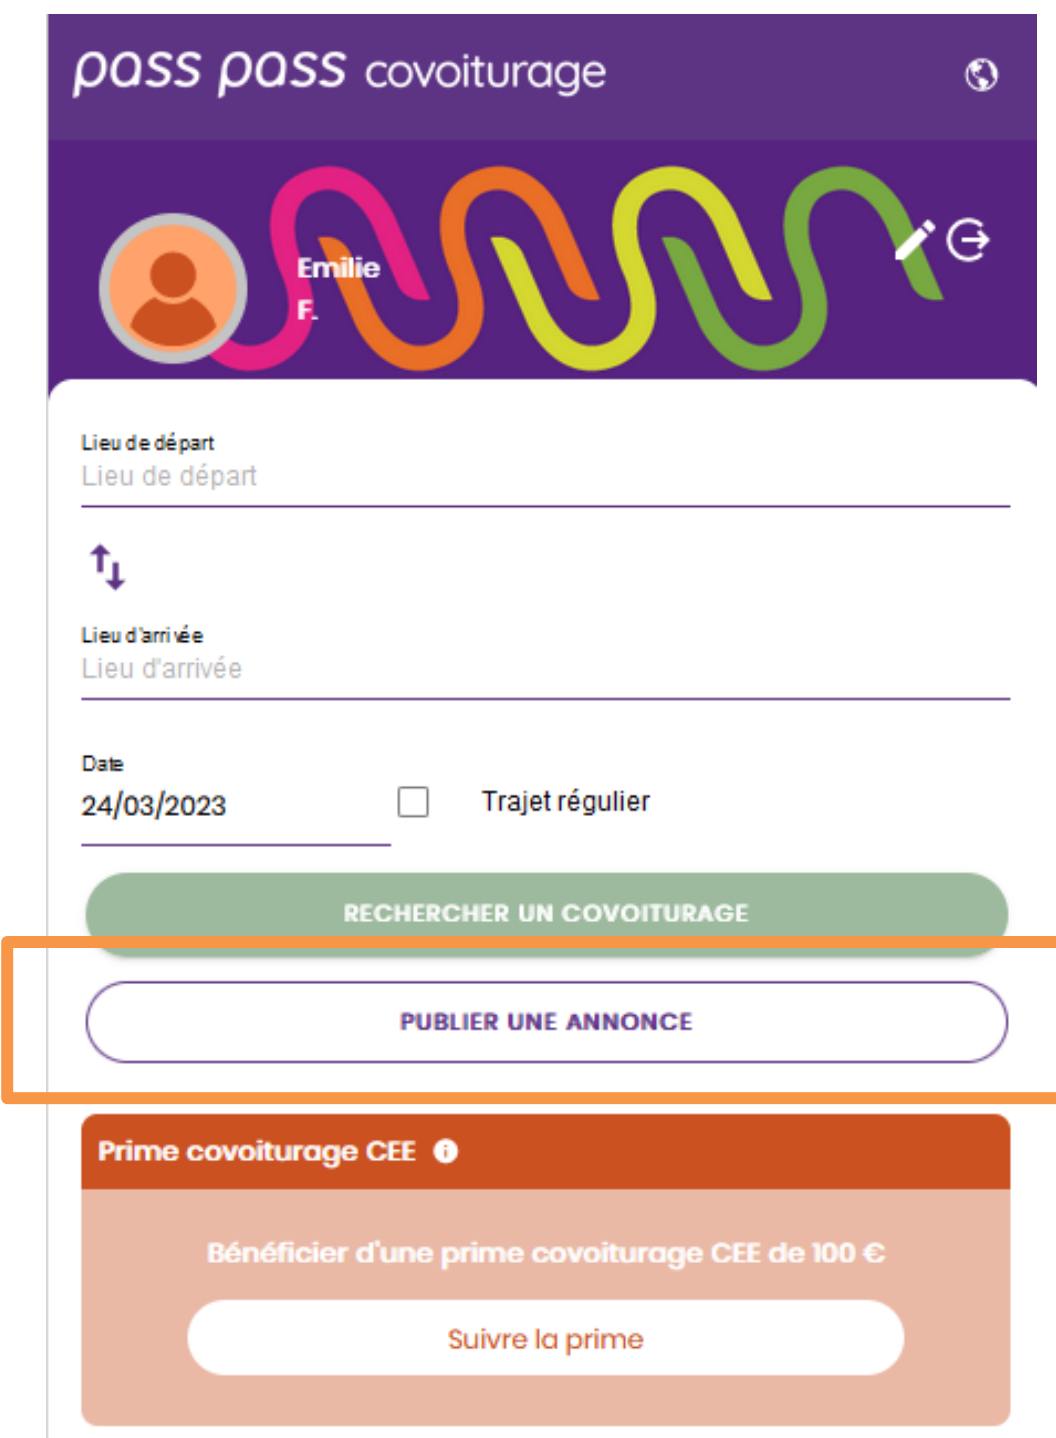 pass pass covoiturage
Emilie
F.
Lieu de départ
Lieu de départ
Lieu d'arrivée
Lieu d'arrivée
Date
24/03/2023
Trajet régulier
RECHERCHER UN COVOITURAGE
PUBLIER UNE ANNONCE
Prime covoiturage CEE
Bénéficier d'une prime covoiturage CEE de 100 €
Suivre la prime